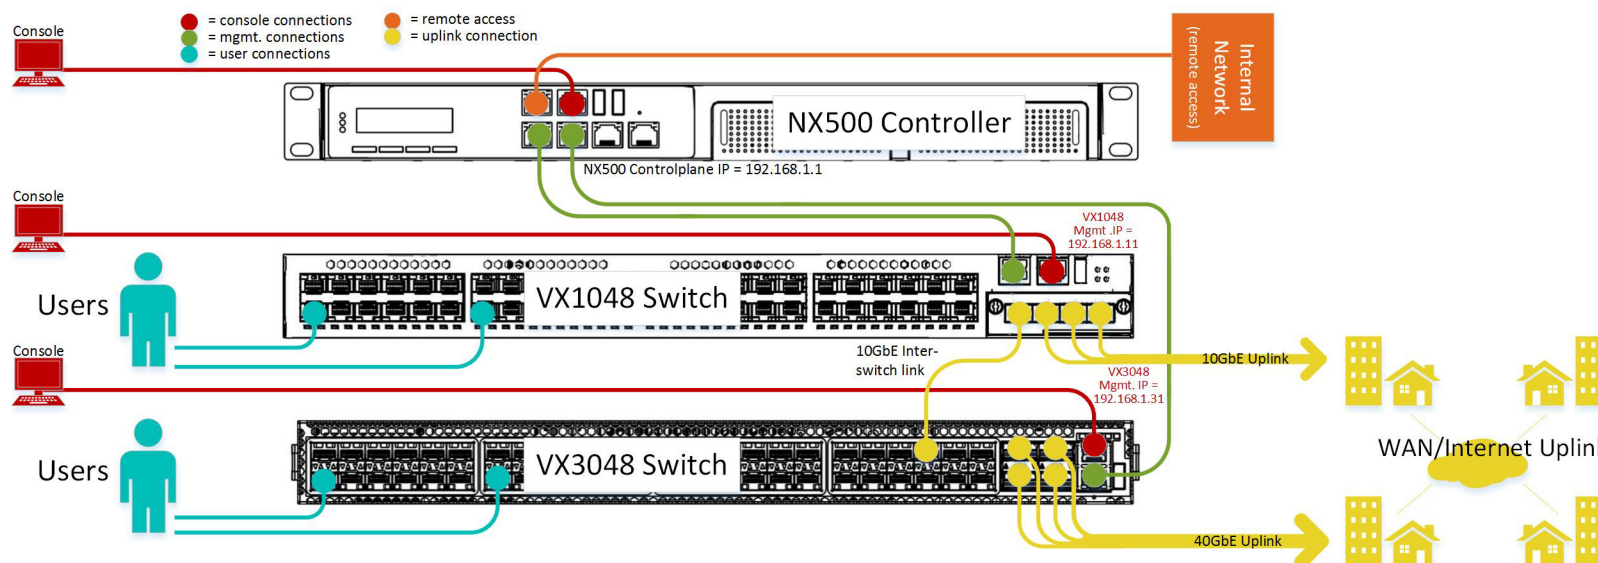 Console
= console connections
= mgmt. connections
= user connections
= remote access
= uplink connection
Internal
Network
(remote access)
NX500 Controller
NX500 Controlplane IP = 192.168.1.1
Console
VX1048
Mgmt .IP =
192.168.1.11
Users
VX1048 Switch
Console
10GbE Inter-
switch link
10GbE Uplink
VX3048
Mgmt. IP =
192.168.1.31
Users
VX3048 Switch
WAN/Internet Uplink
40GbE Uplink